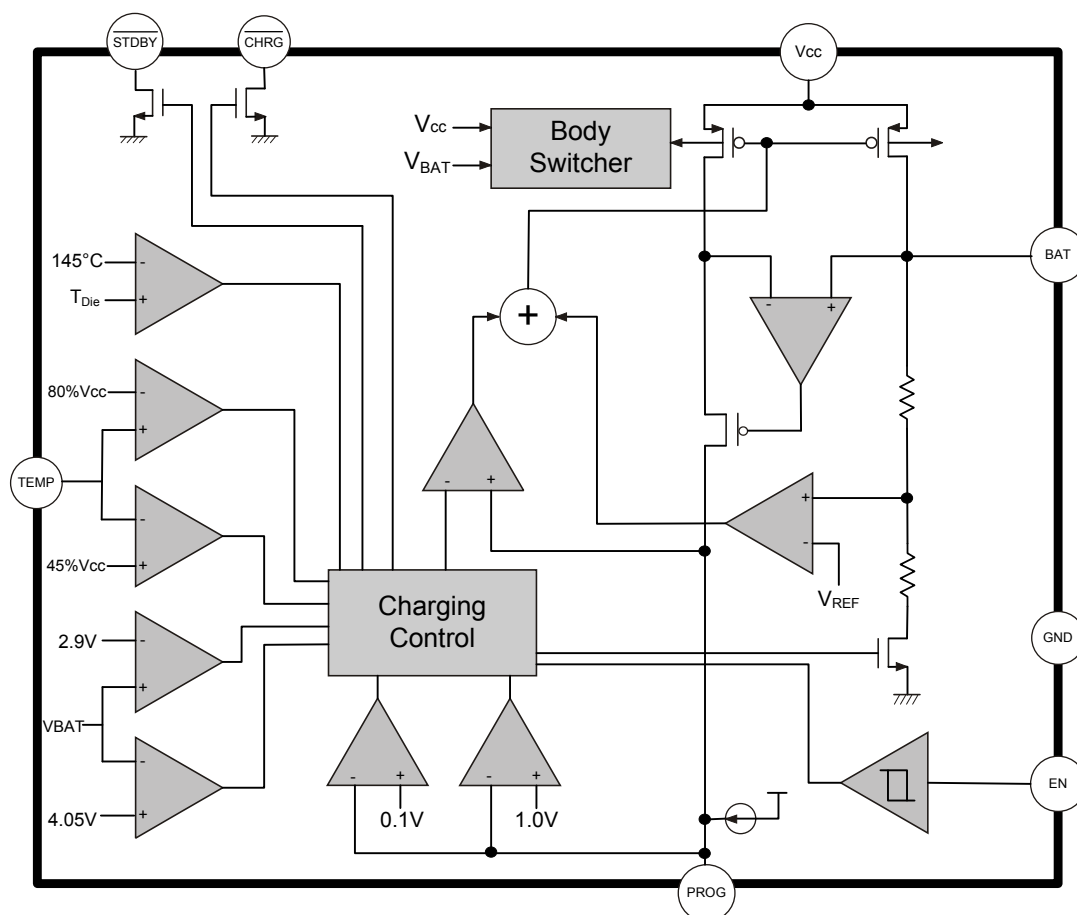 STDBY
CHRG
Vcc
Vcc
VBAT
Body
Switcher
145°C
-
TDie
+
BAT
-
+
+
80%Vcc
-
+
TEMP
-
45%Vcc
+
-
+
+
-
VREF
Charging
Control
2.9V
-
+
VBAT
-
4.05V
+
GND
-
+
0.1V
-
+
1.0V
EN
PROG